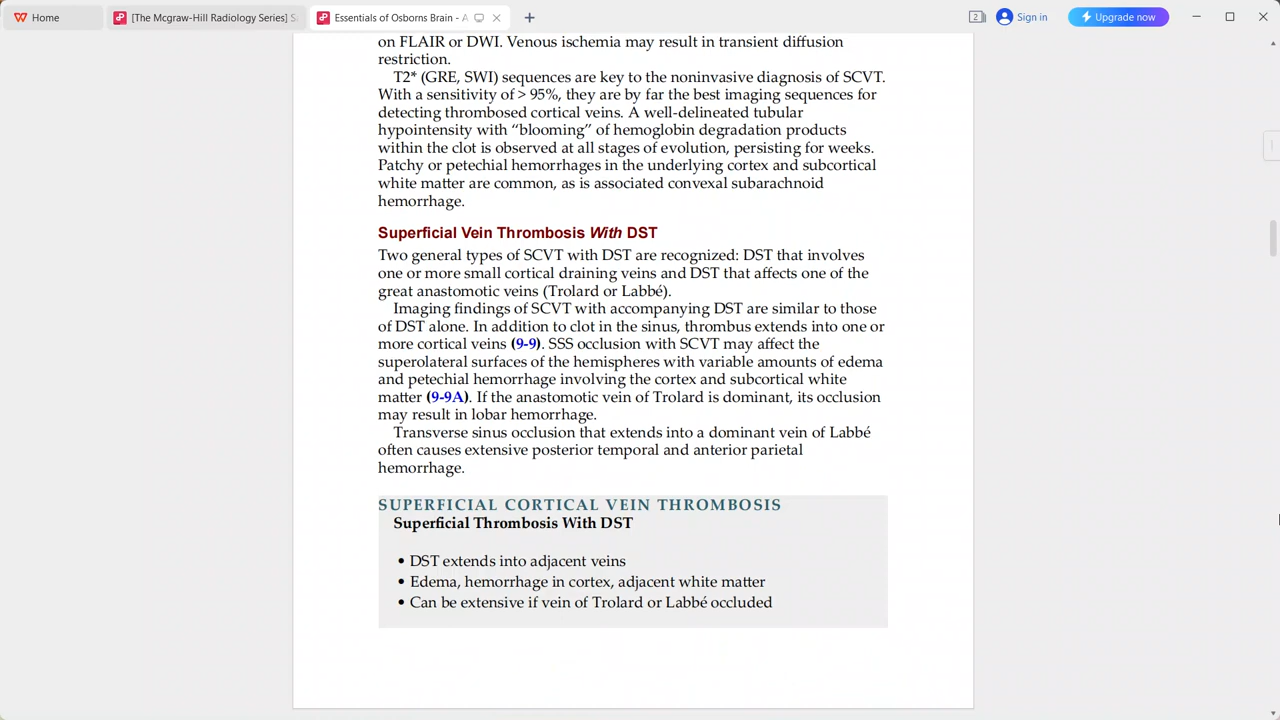 Home
[The Mcgraw-Hill Radiology Series] S
Essentials of Osborns Brain - A
2
Sign in
Upgrade now
on FLAIR or DWI. Venous ischemia may result in transient diffusion
restriction.
T2* (GRE, SWI) sequences are key to the noninvasive diagnosis of SCVT.
With a sensitivity of > 95%, they are by far the best imaging sequences for
detecting thrombosed cortical veins. A well-delineated tubular
hypointensity with “blooming” of hemoglobin degradation products
within the clot is observed at all stages of evolution, persisting for weeks.
Patchy or petechial hemorrhages in the underlying cortex and subcortical
white matter are common, as is associated convexal subarachnoid
hemorrhage.
Superficial Vein Thrombosis With DST
Two general types of SCVT with DST are recognized: DST that involves
one or more small cortical draining veins and DST that affects one of the
great anastomotic veins (Trolard or Labbé).
Imaging findings of SCVT with accompanying DST are similar to those
of DST alone. In addition to clot in the sinus, thrombus extends into one or
more cortical veins (9-9). SSS occlusion with SCVT may affect the
superolateral surfaces of the hemispheres with variable amounts of edema
and petechial hemorrhage involving the cortex and subcortical white
matter (9-9A). If the anastomotic vein of Trolard is dominant, its occlusion
may result in lobar hemorrhage.
Transverse sinus occlusion that extends into a dominant vein of Labbé
often causes extensive posterior temporal and anterior parietal
hemorrhage.
SUPERFICIAL CORTICAL VEIN THROMBOSIS
Superficial Thrombosis With DST
• DST extends into adjacent veins
• Edema, hemorrhage in cortex, adjacent white matter
• Can be extensive if vein of Trolard or Labbé occluded